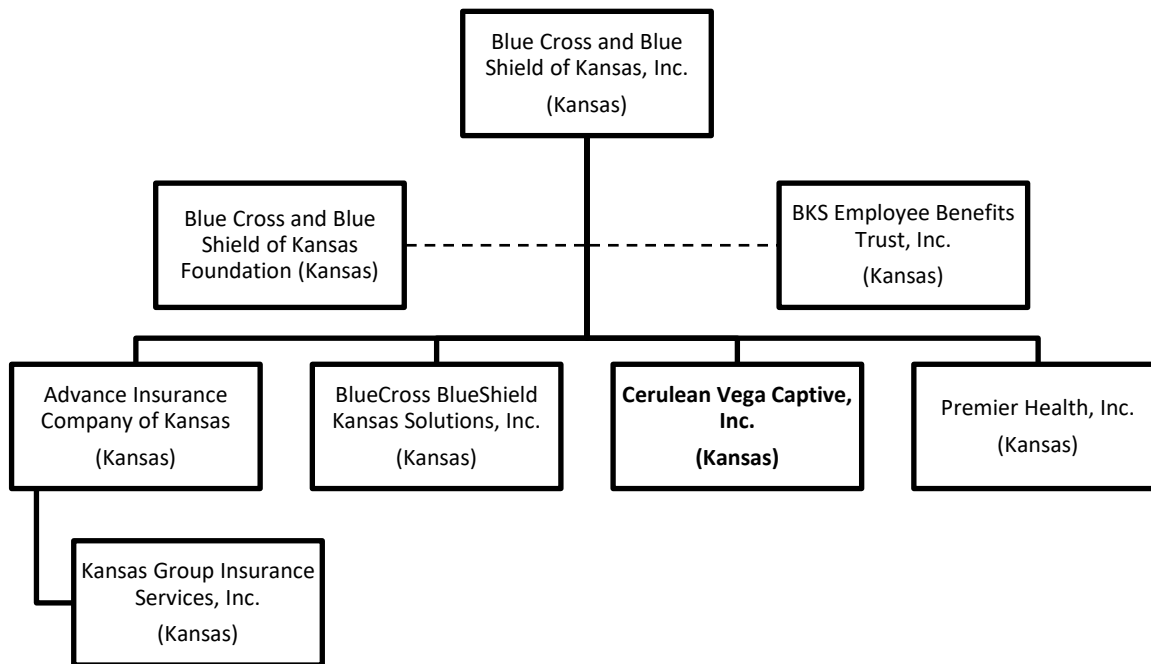 Blue Cross and Blue
Shield of Kansas, Inc.
(Kansas)
Blue Cross and Blue
Shield of Kansas
Foundation (Kansas)
BKS Employee Benefits
Trust, Inc.
(Kansas)
Advance Insurance
Company of Kansas
(Kansas)
BlueCross BlueShield
Kansas Solutions, Inc.
(Kansas)
Cerulean Vega Captive,
Inc.
(Kansas)
Premier Health, Inc.
(Kansas)
Kansas Group Insurance
Services, Inc.
(Kansas)